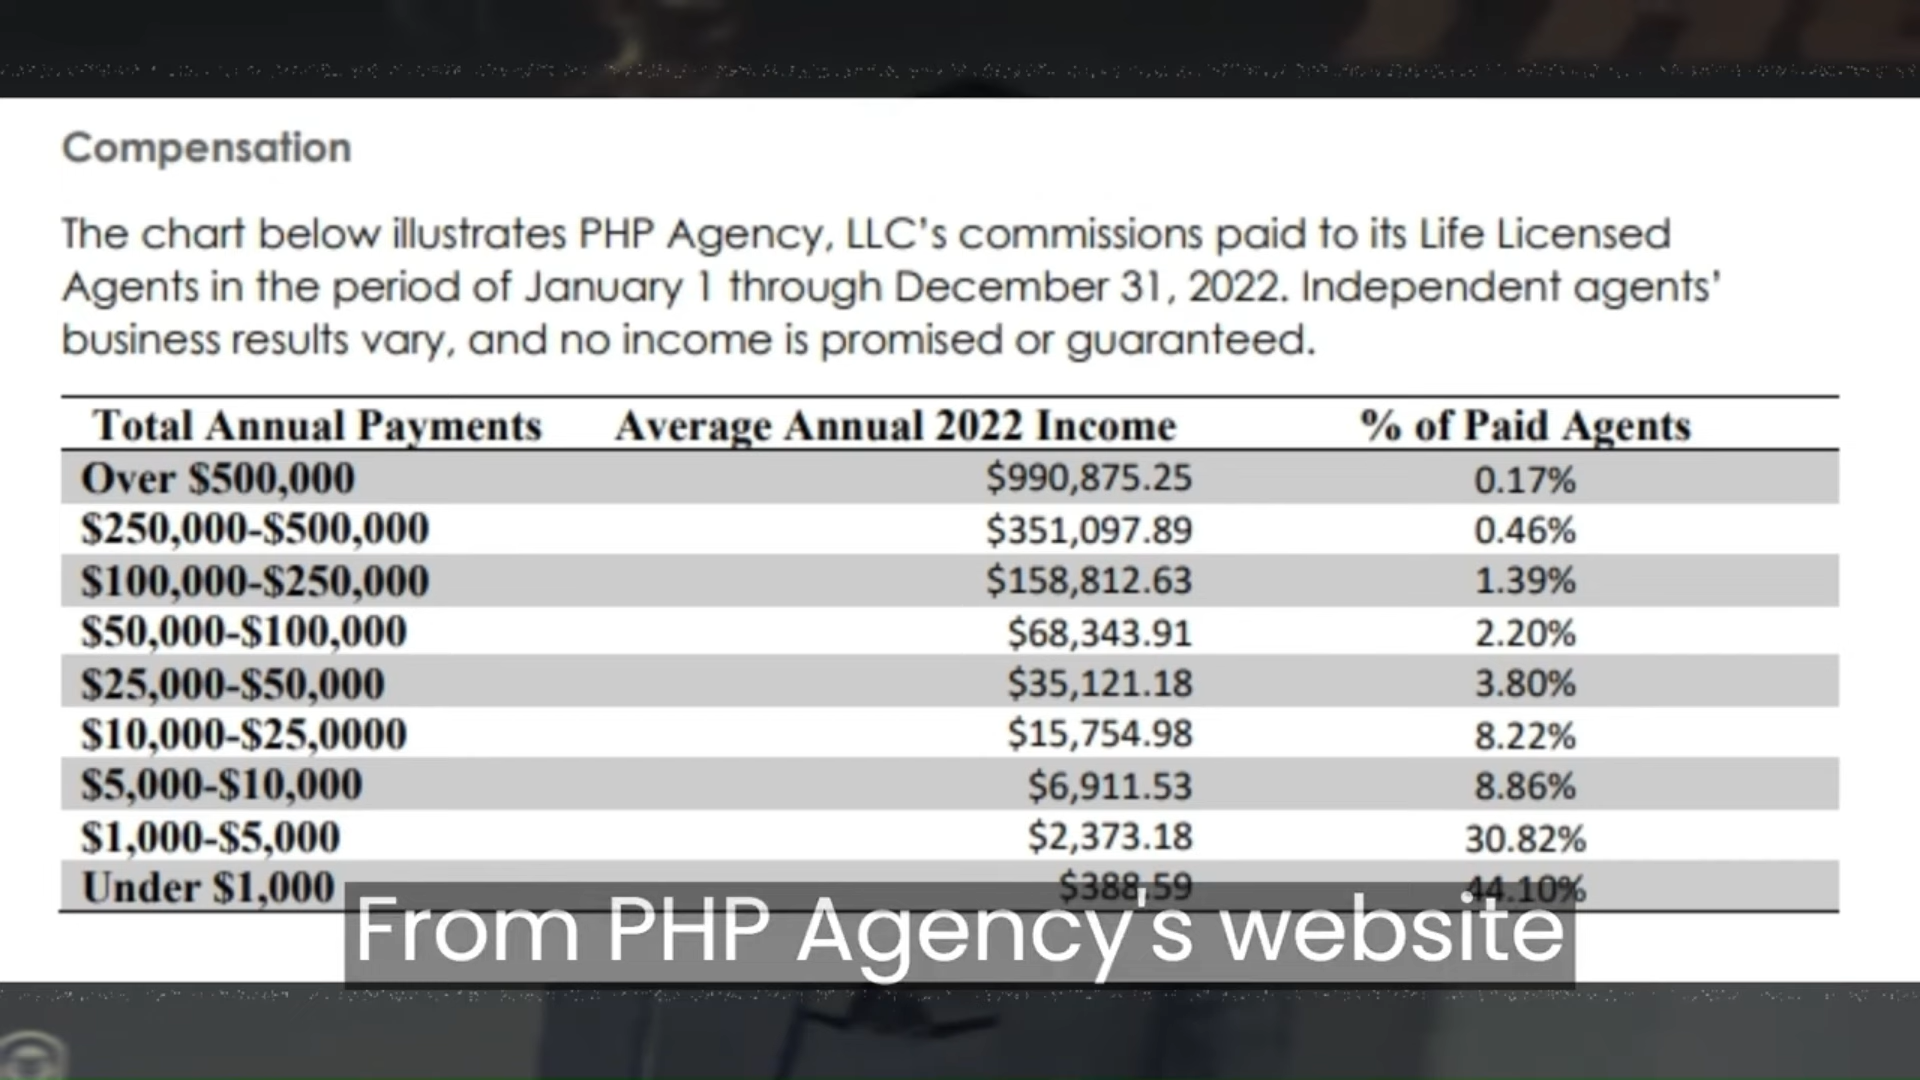 Compensation
The chart below illustrates PHP Agency, LLC's commissions paid to its Life Licensed
Agents in the period of January 1 through December 31, 2022. Independent agents'
business results vary, and no income is promised or guaranteed.
Total Annual Payments Average Annual 2022 Income % of Paid Agents
Over $500,000 $990,875.25 0.17%
$250,000-$500,000 $351,097.89 0.46%
$100,000-$250,000 $158,812.63 1.39%
$50,000-$100,000 $68,343.91 2.20%
$25,000-$50,000 $35,121.18 3.80%
$10,000-$25,0000 $15,754.98 8.22%
$5,000-$10,000 $6,911.53 8.86%
$1,000-$5,000 $2,373.18 30.82%
Under $1,000 $388.59 44.10%
From PHP Agency's website